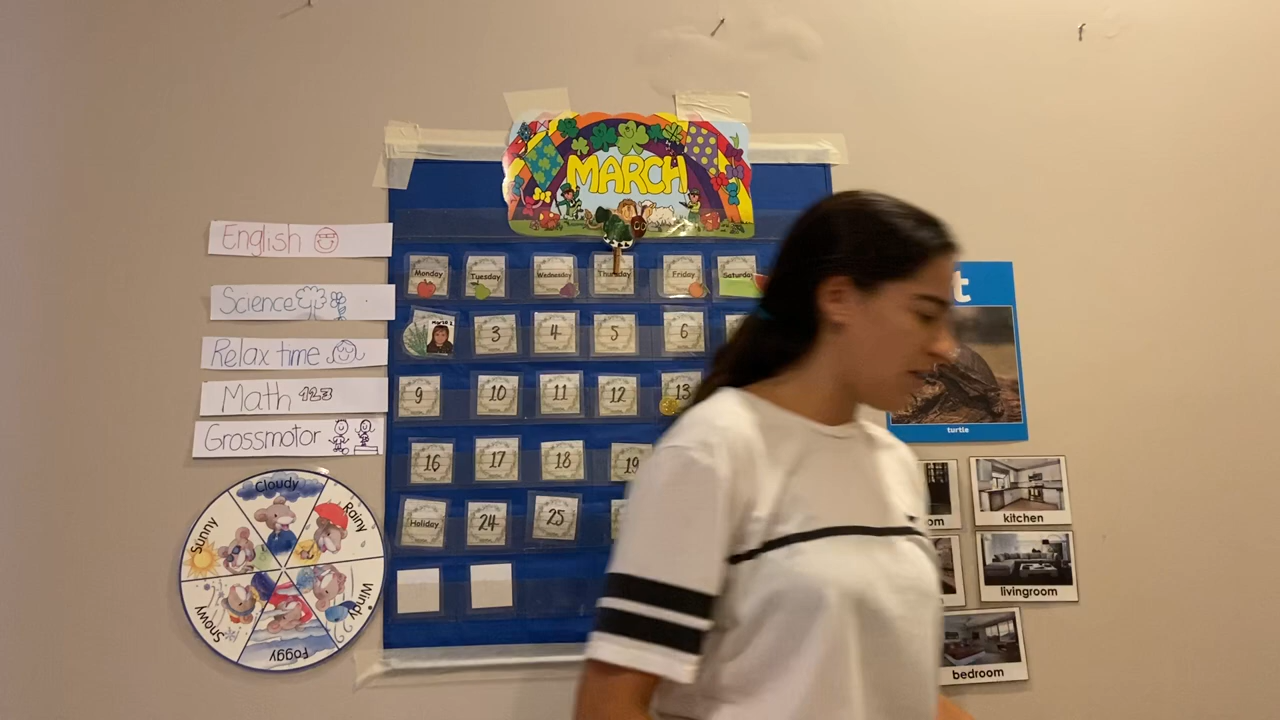 MARCH
English
Science
Relax time
Math 123
Grossmotor
Monday Tuesday Wednesday Thursday Friday Saturday
3 4 5 6
9 10 11 12 13
16 17 18 19
Holiday 24 25
Cloudy
Rainy
Windy
Foggy
Snowy
Sunny
t
turtle
kitchen
livingroom
bedroom